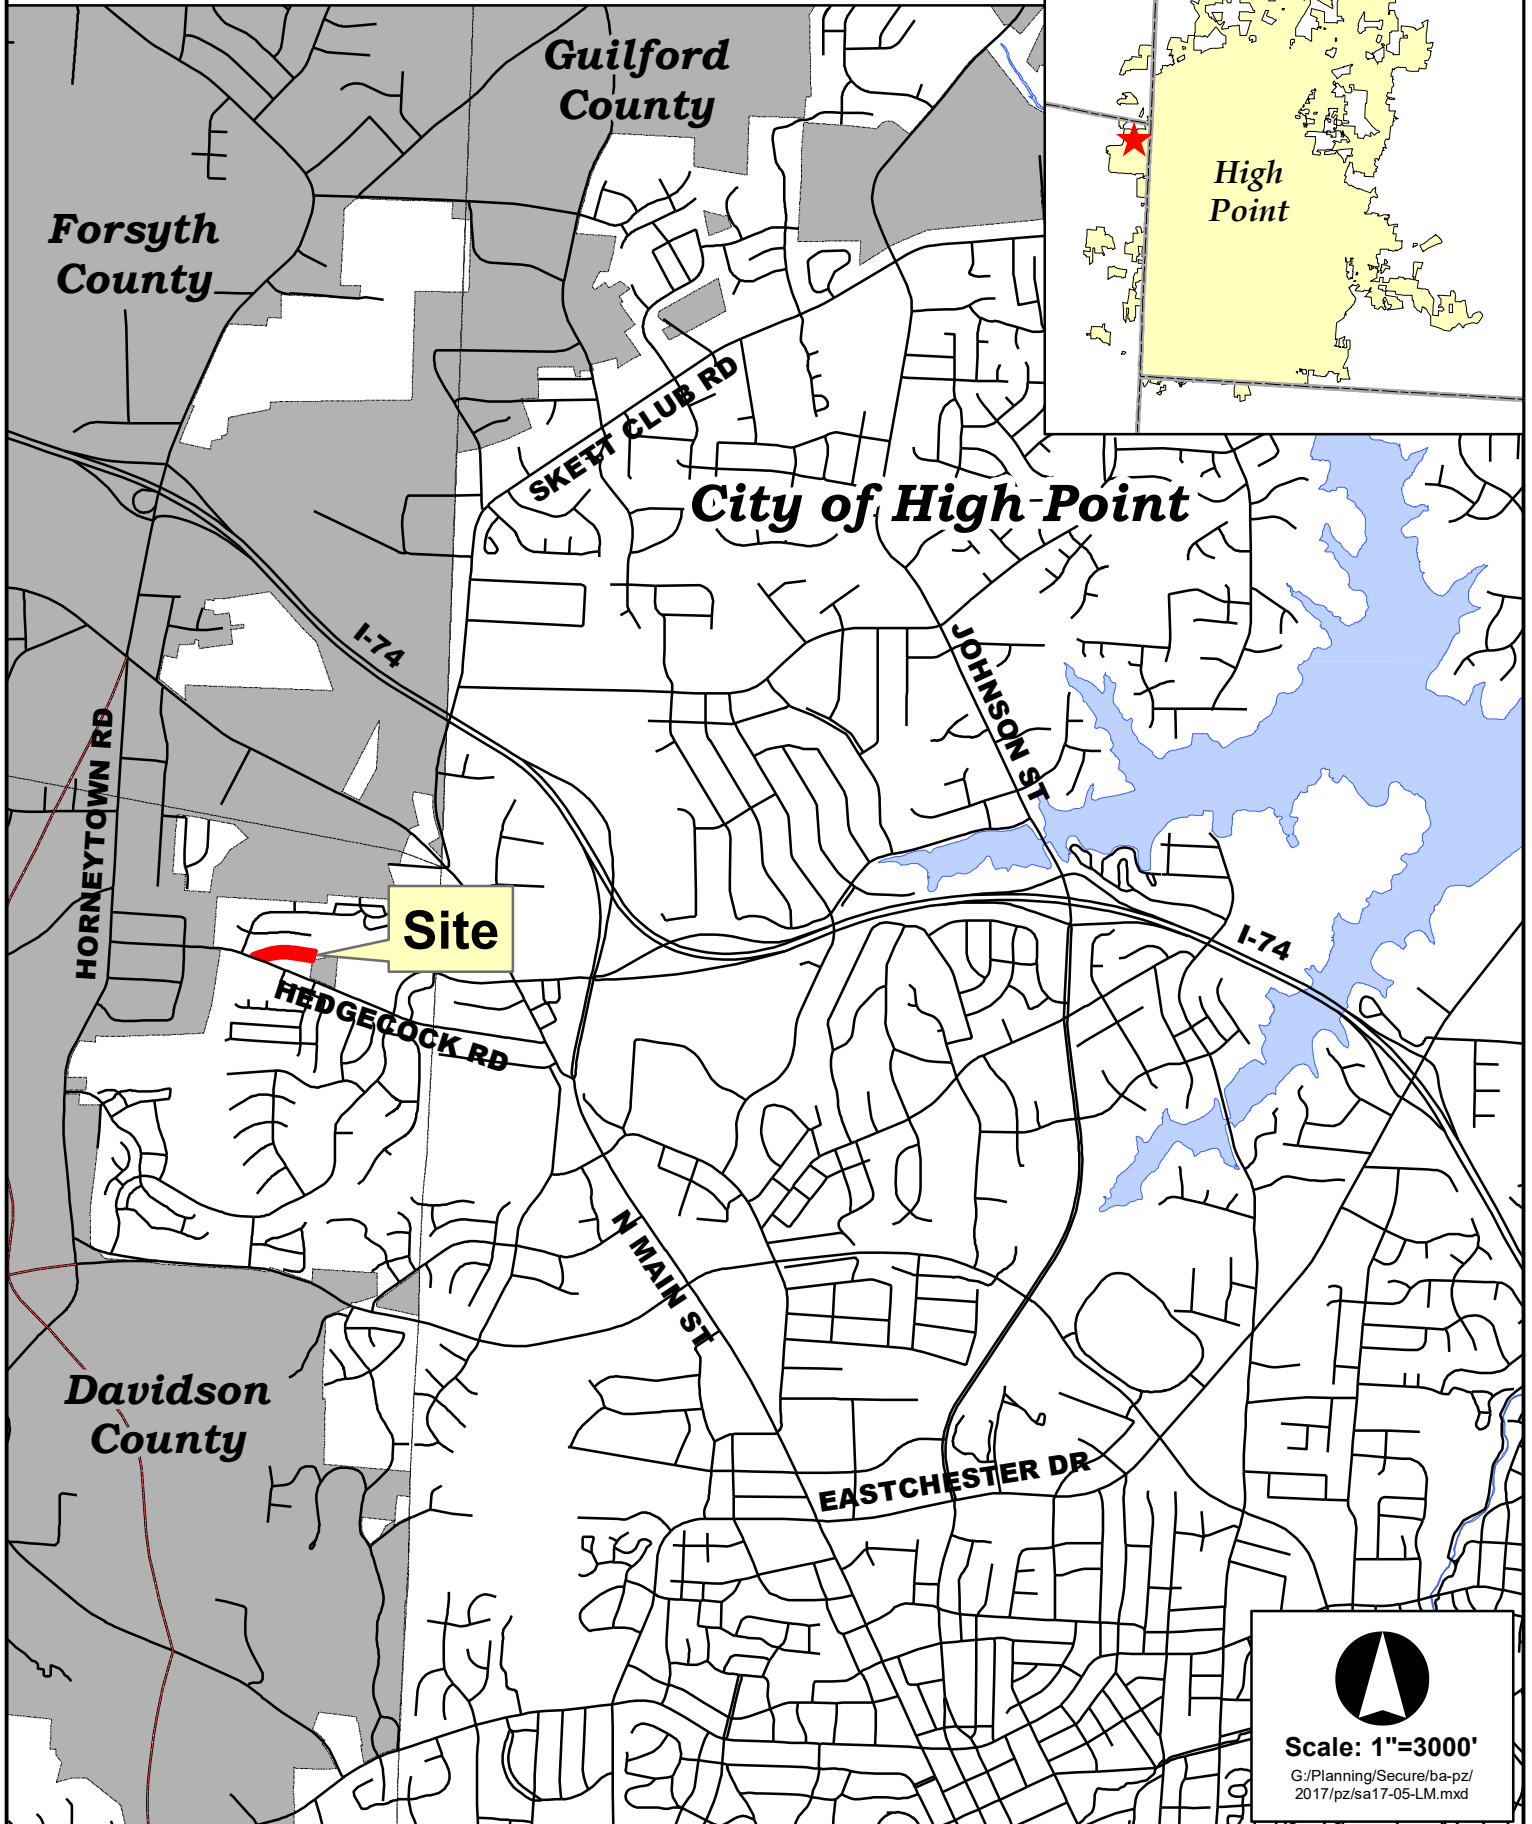 Guilford
County
High
Point
Forsyth
County
SKETT CLUB RD
City of High Point
I-74
JOHNSON ST
HORNEYTOWN RD
Site
I-74
HEDGECOCK RD
N MAIN ST
Davidson
County
EASTCHESTER DR
Scale: 1"=3000'
G:/Planning/Secure/ba-pz/
2017/pz/sa17-05-LM.mxd